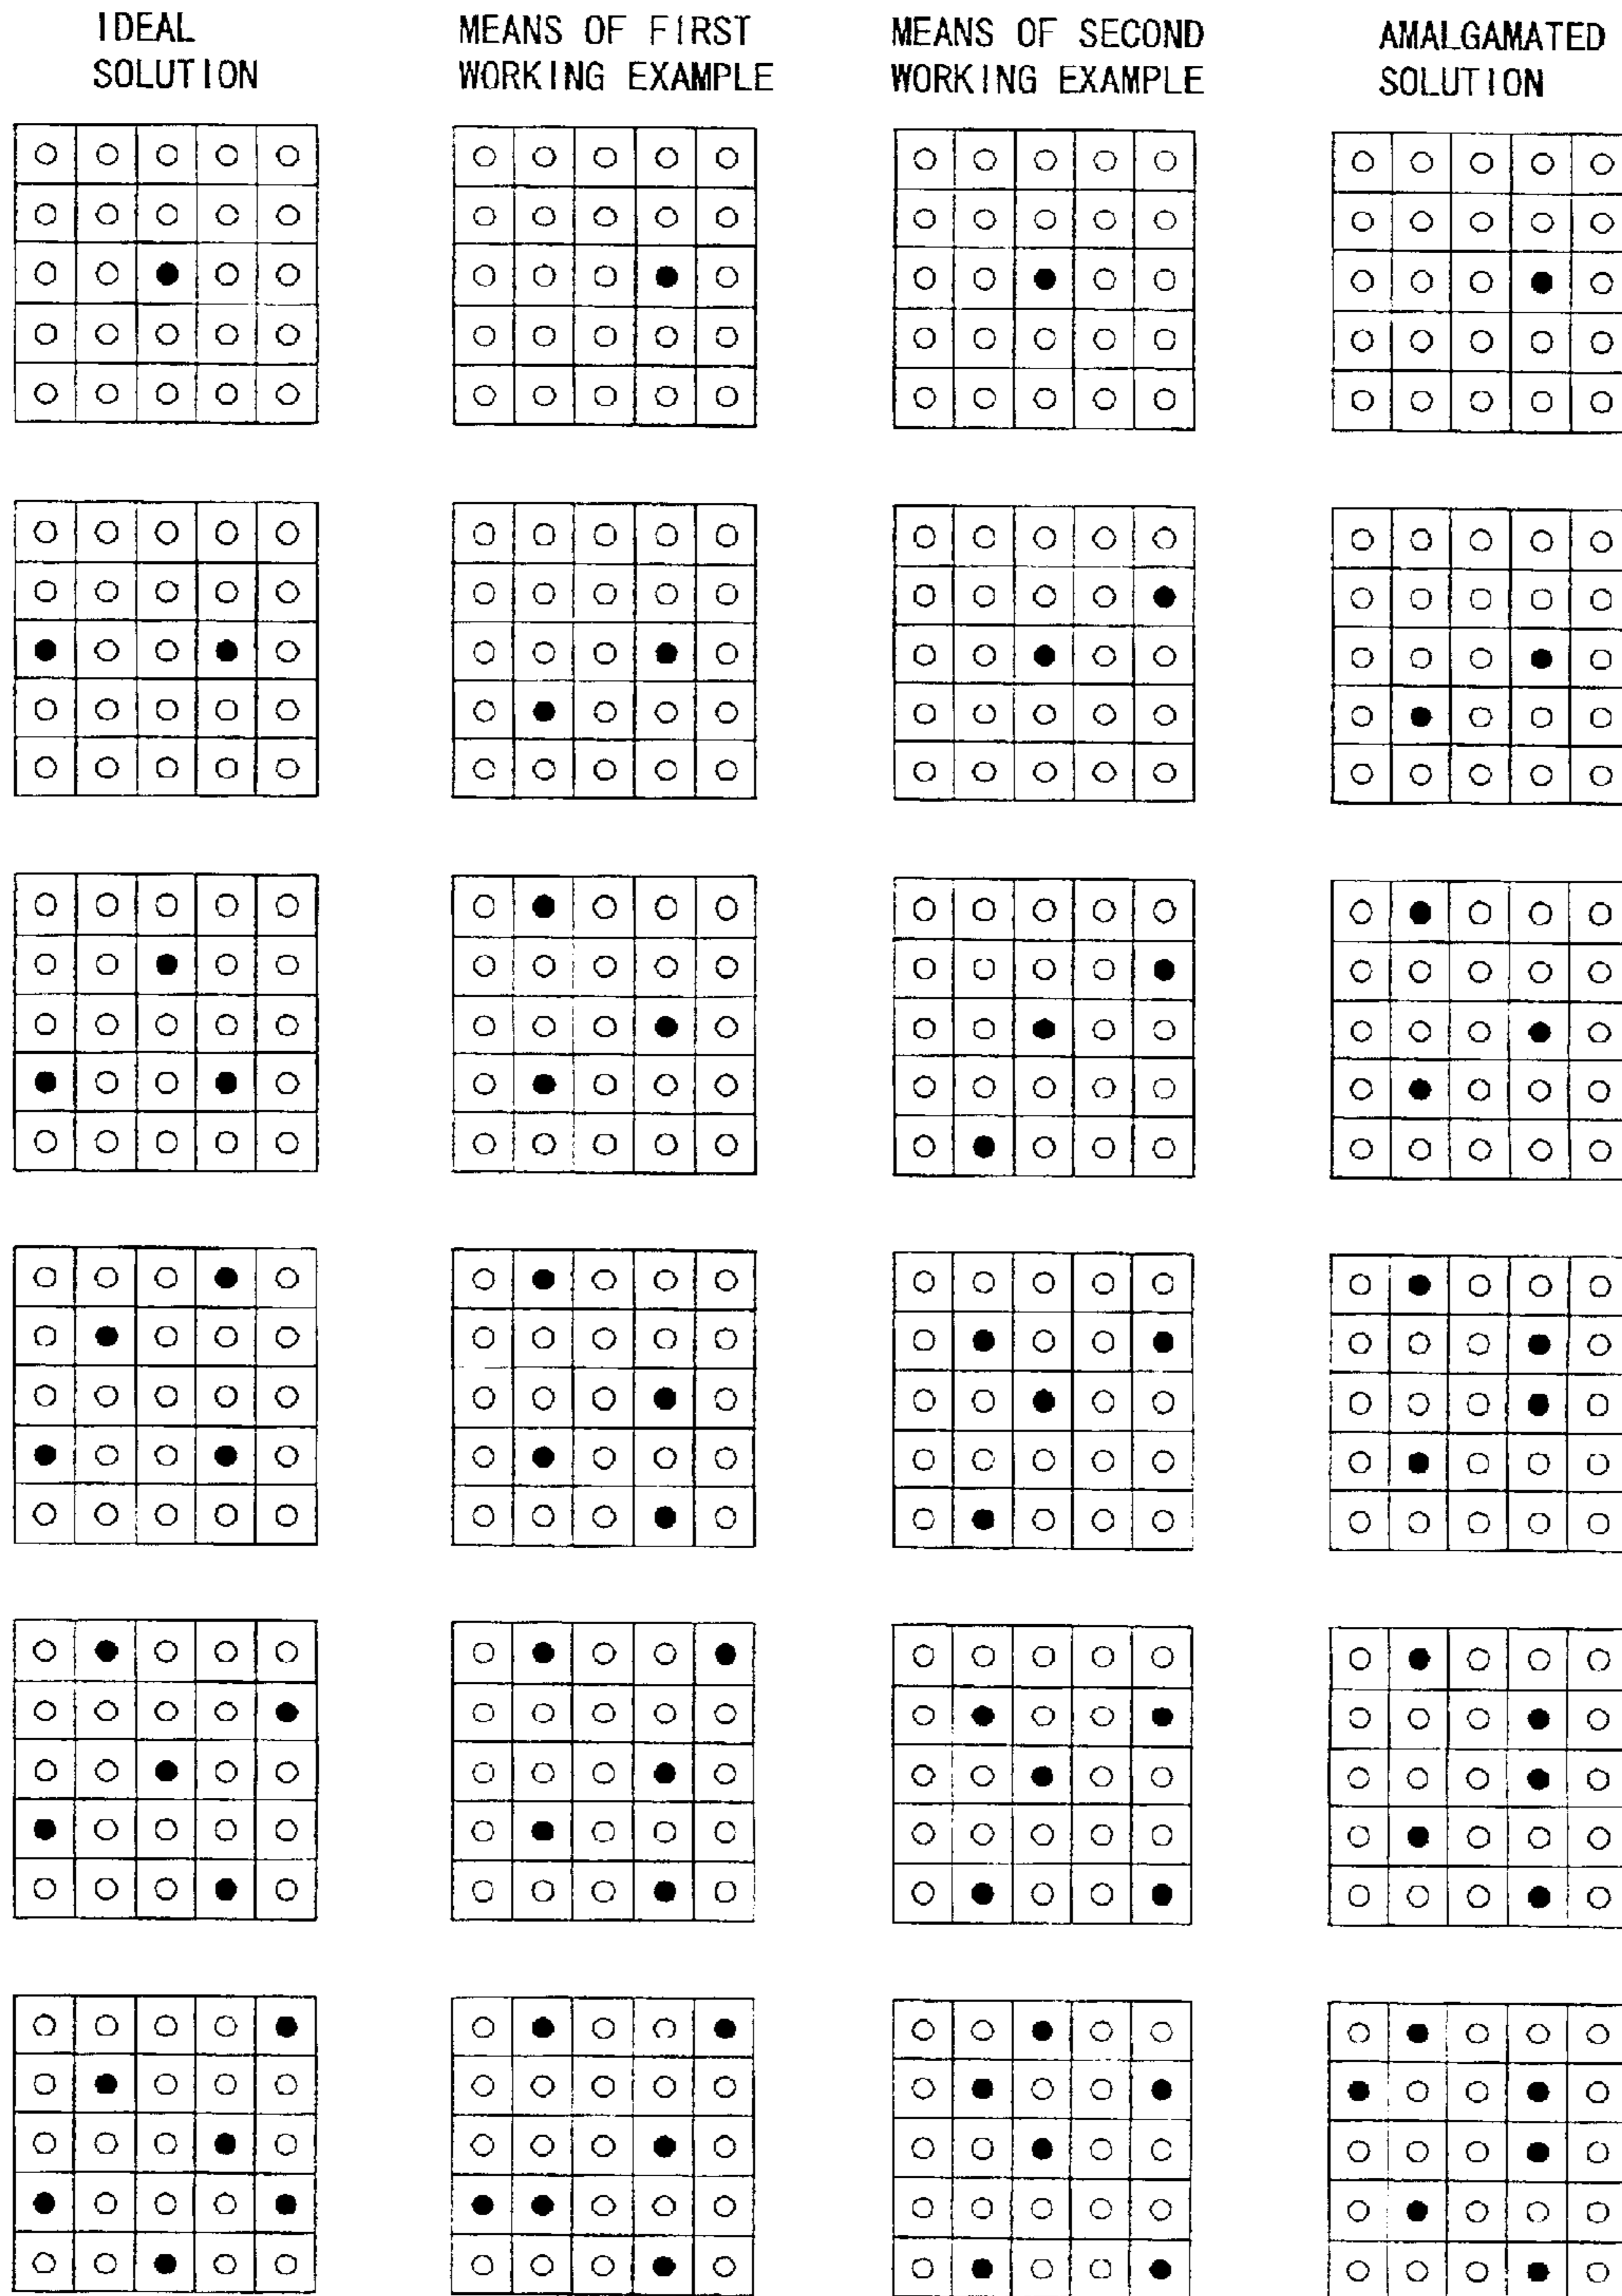 IDEAL
SOLUTION
MEANS OF FIRST
WORKING EXAMPLE
MEANS OF SECOND
WORKING EXAMPLE
AMALGAMATED
SOLUTION